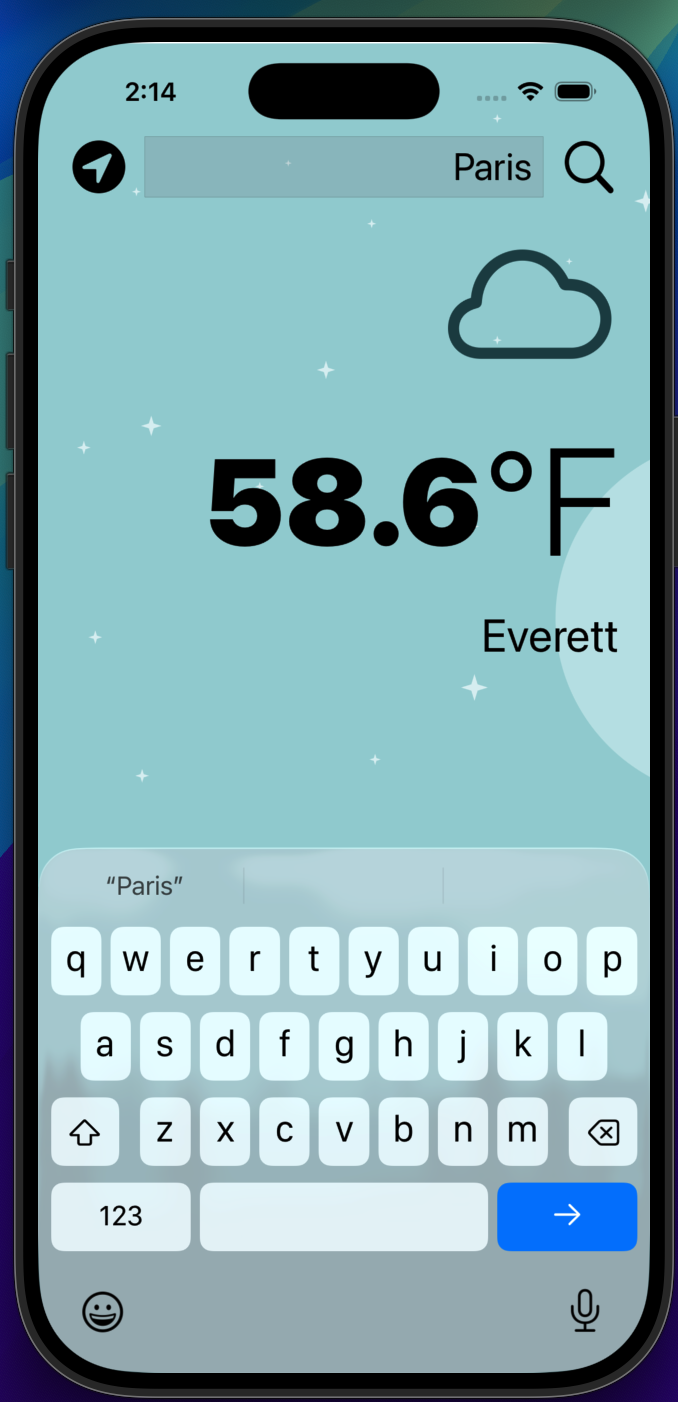 2:14
Paris
58.6°F
Everett
“Paris”
q w e r t y u i o p
a s d f g h j k l
z x c v b n m
123